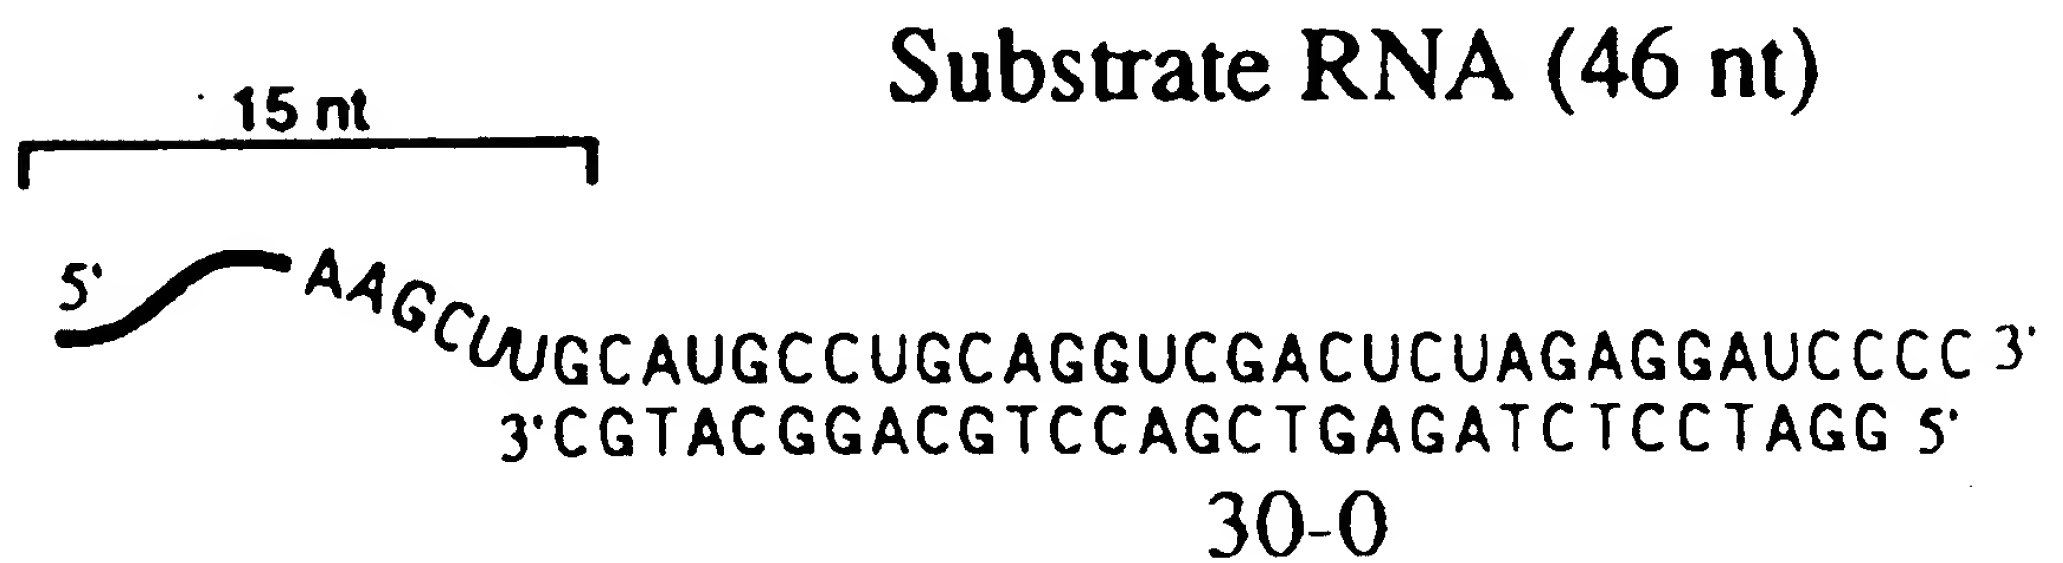 Substrate RNA (46 nt)
15 nt
5' AAGCUUGCAUGCCUGCAGGUCGACUCUAGAGGAUCCCC 3'
3'CGTACGGACGTCCAGCTGAGATCTCCTAGG 5'
30-0